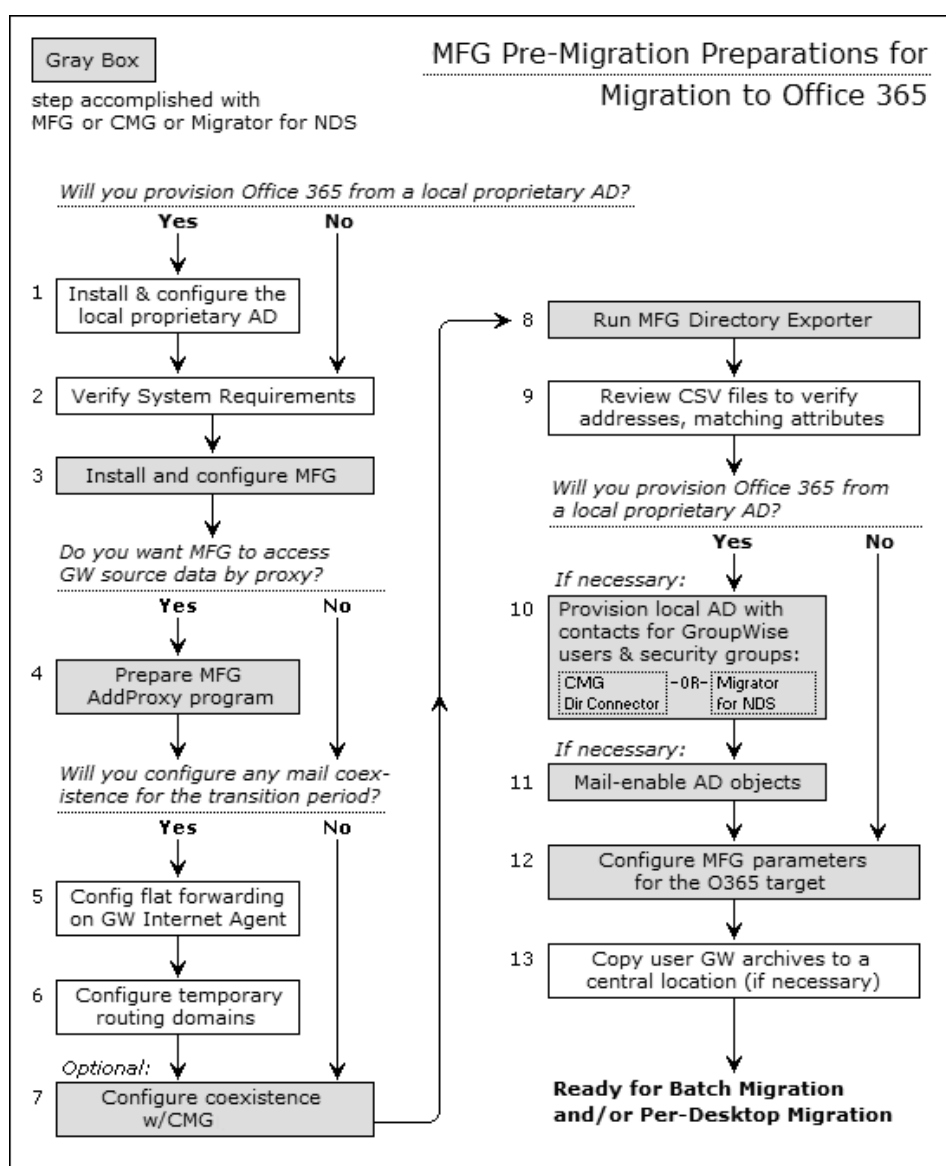 Gray Box
step accomplished with
MFG or CMG or Migrator for NDS
MFG Pre-Migration Preparations for
Migration to Office 365
Will you provision Office 365 from a local proprietary AD?
Yes
No
1
Install & configure the
local proprietary AD
2
Verify System Requirements
3
Install and configure MFG
Do you want MFG to access
GW source data by proxy?
Yes
No
4
Prepare MFG
AddProxy program
Will you configure any mail coex-
istence for the transition period?
Yes
No
5
Config flat forwarding
on GW Internet Agent
6
Configure temporary
routing domains
Optional:
7
Configure coexistence
w/CMG
8
Run MFG Directory Exporter
9
Review CSV files to verify
addresses, matching attributes
Will you provision Office 365 from
a local proprietary AD?
Yes
No
If necessary:
10
Provision local AD with
contacts for GroupWise
users & security groups:
CMG
Dir Connector
-OR-
Migrator
for NDS
If necessary:
11
Mail-enable AD objects
12
Configure MFG parameters
for the O365 target
13
Copy user GW archives to a
central location (if necessary)
Ready for Batch Migration
and/or Per-Desktop Migration